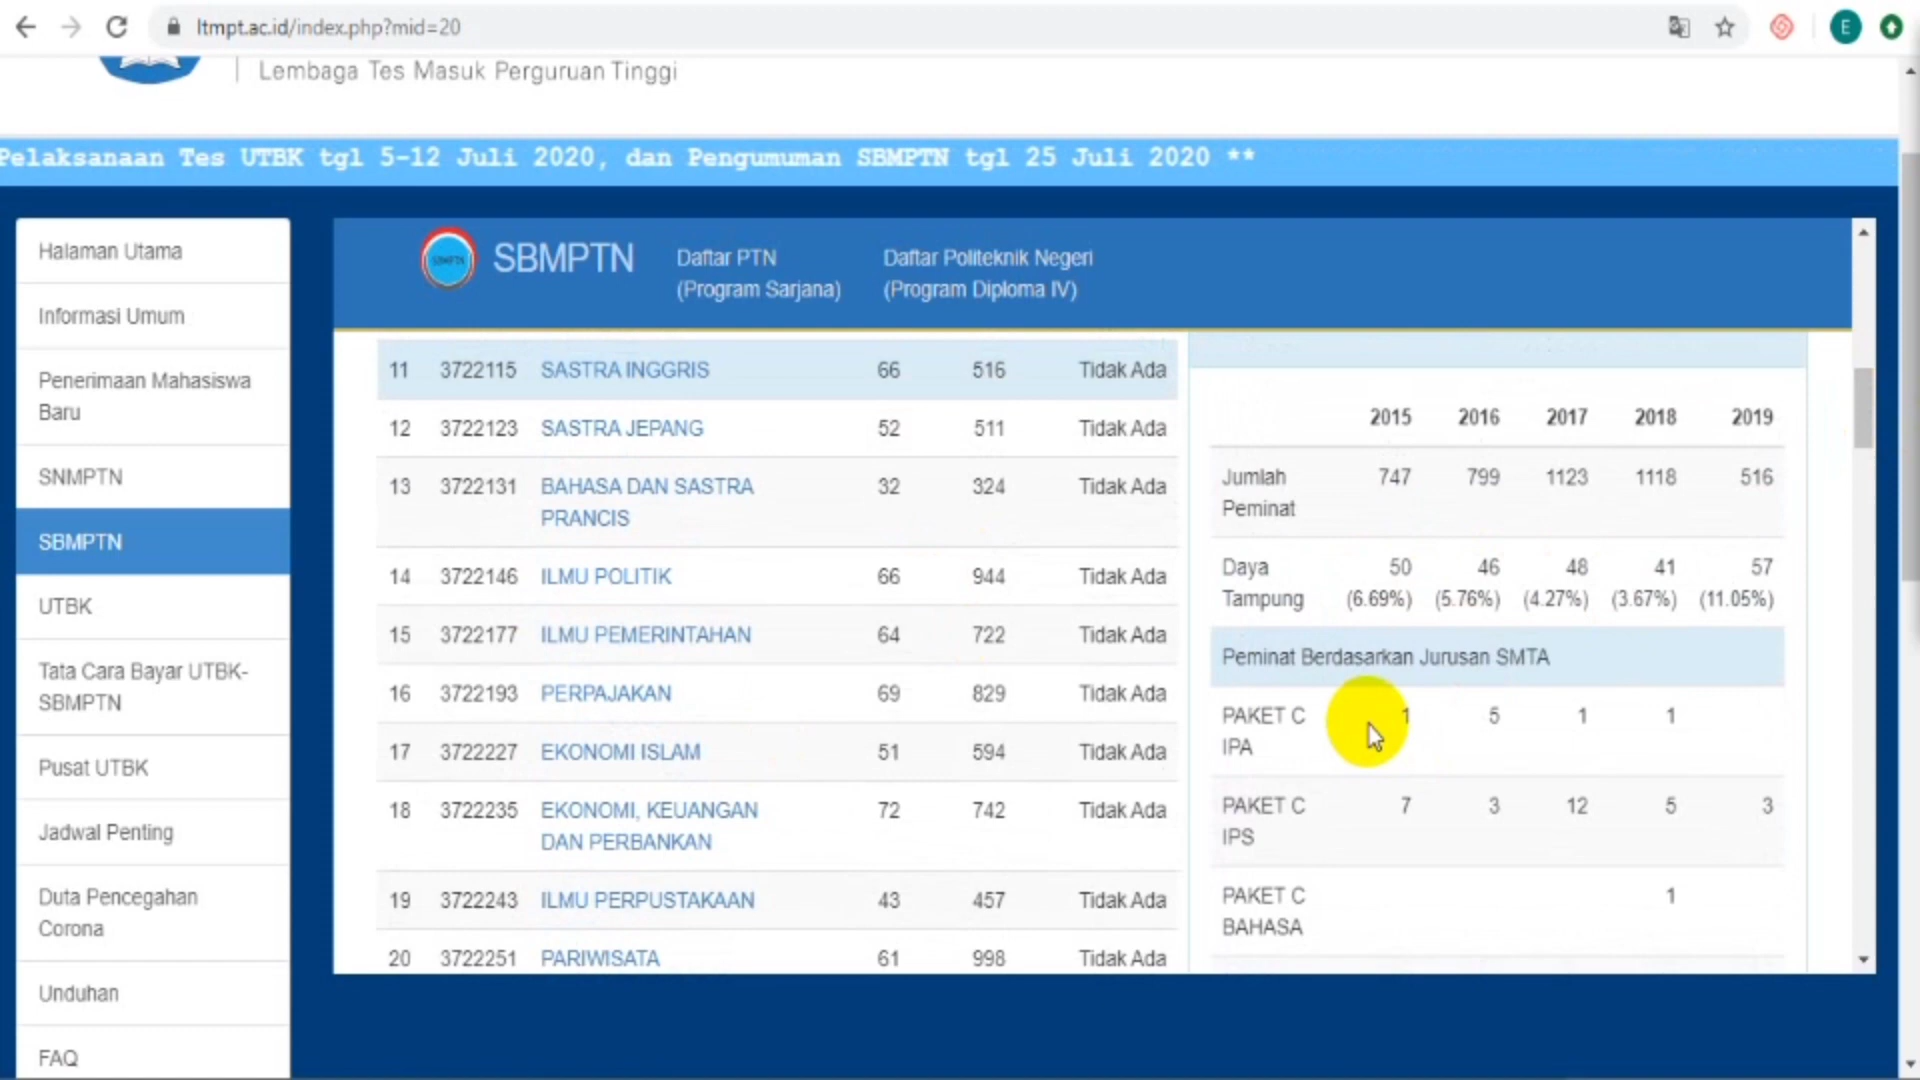 ltmpt.ac.id/index.php?mid=20
E
Lembaga Tes Masuk Perguruan Tinggi
Pelaksanaan Tes UTBK tgl 5-12 Juli 2020, dan Pengumuman SBMPTN tgl 25 Juli 2020 **
Halaman Utama
Informasi Umum
Penerimaan Mahasiswa
Baru
SNMPTN
SBMPTN
UTBK
Tata Cara Bayar UTBK-
SBMPTN
Pusat UTBK
Jadwal Penting
Duta Pencegahan
Corona
Unduhan
FAQ
SBMPTN
SBMPTN
Daftar PTN
(Program Sarjana)
Daftar Politeknik Negeri
(Program Diploma IV)
11 3722115 SASTRA INGGRIS 66 516 Tidak Ada
12 3722123 SASTRA JEPANG 52 511 Tidak Ada
13 3722131 BAHASA DAN SASTRA 32 324 Tidak Ada
PRANCIS
14 3722146 ILMU POLITIK 66 944 Tidak Ada
15 3722177 ILMU PEMERINTAHAN 64 722 Tidak Ada
16 3722193 PERPAJAKAN 69 829 Tidak Ada
17 3722227 EKONOMI ISLAM 51 594 Tidak Ada
18 3722235 EKONOMI, KEUANGAN 72 742 Tidak Ada
DAN PERBANKAN
19 3722243 ILMU PERPUSTAKAAN 43 457 Tidak Ada
20 3722251 PARIWISATA 61 998 Tidak Ada
2015 2016 2017 2018 2019
Jumlah 747 799 1123 1118 516
Peminat
Daya 50 46 48 41 57
Tampung (6.69%) (5.76%) (4.27%) (3.67%) (11.05%)
Peminat Berdasarkan Jurusan SMTA
PAKET C 1 5 1 1
IPA
PAKET C 7 3 12 5 3
IPS
PAKET C 1
BAHASA